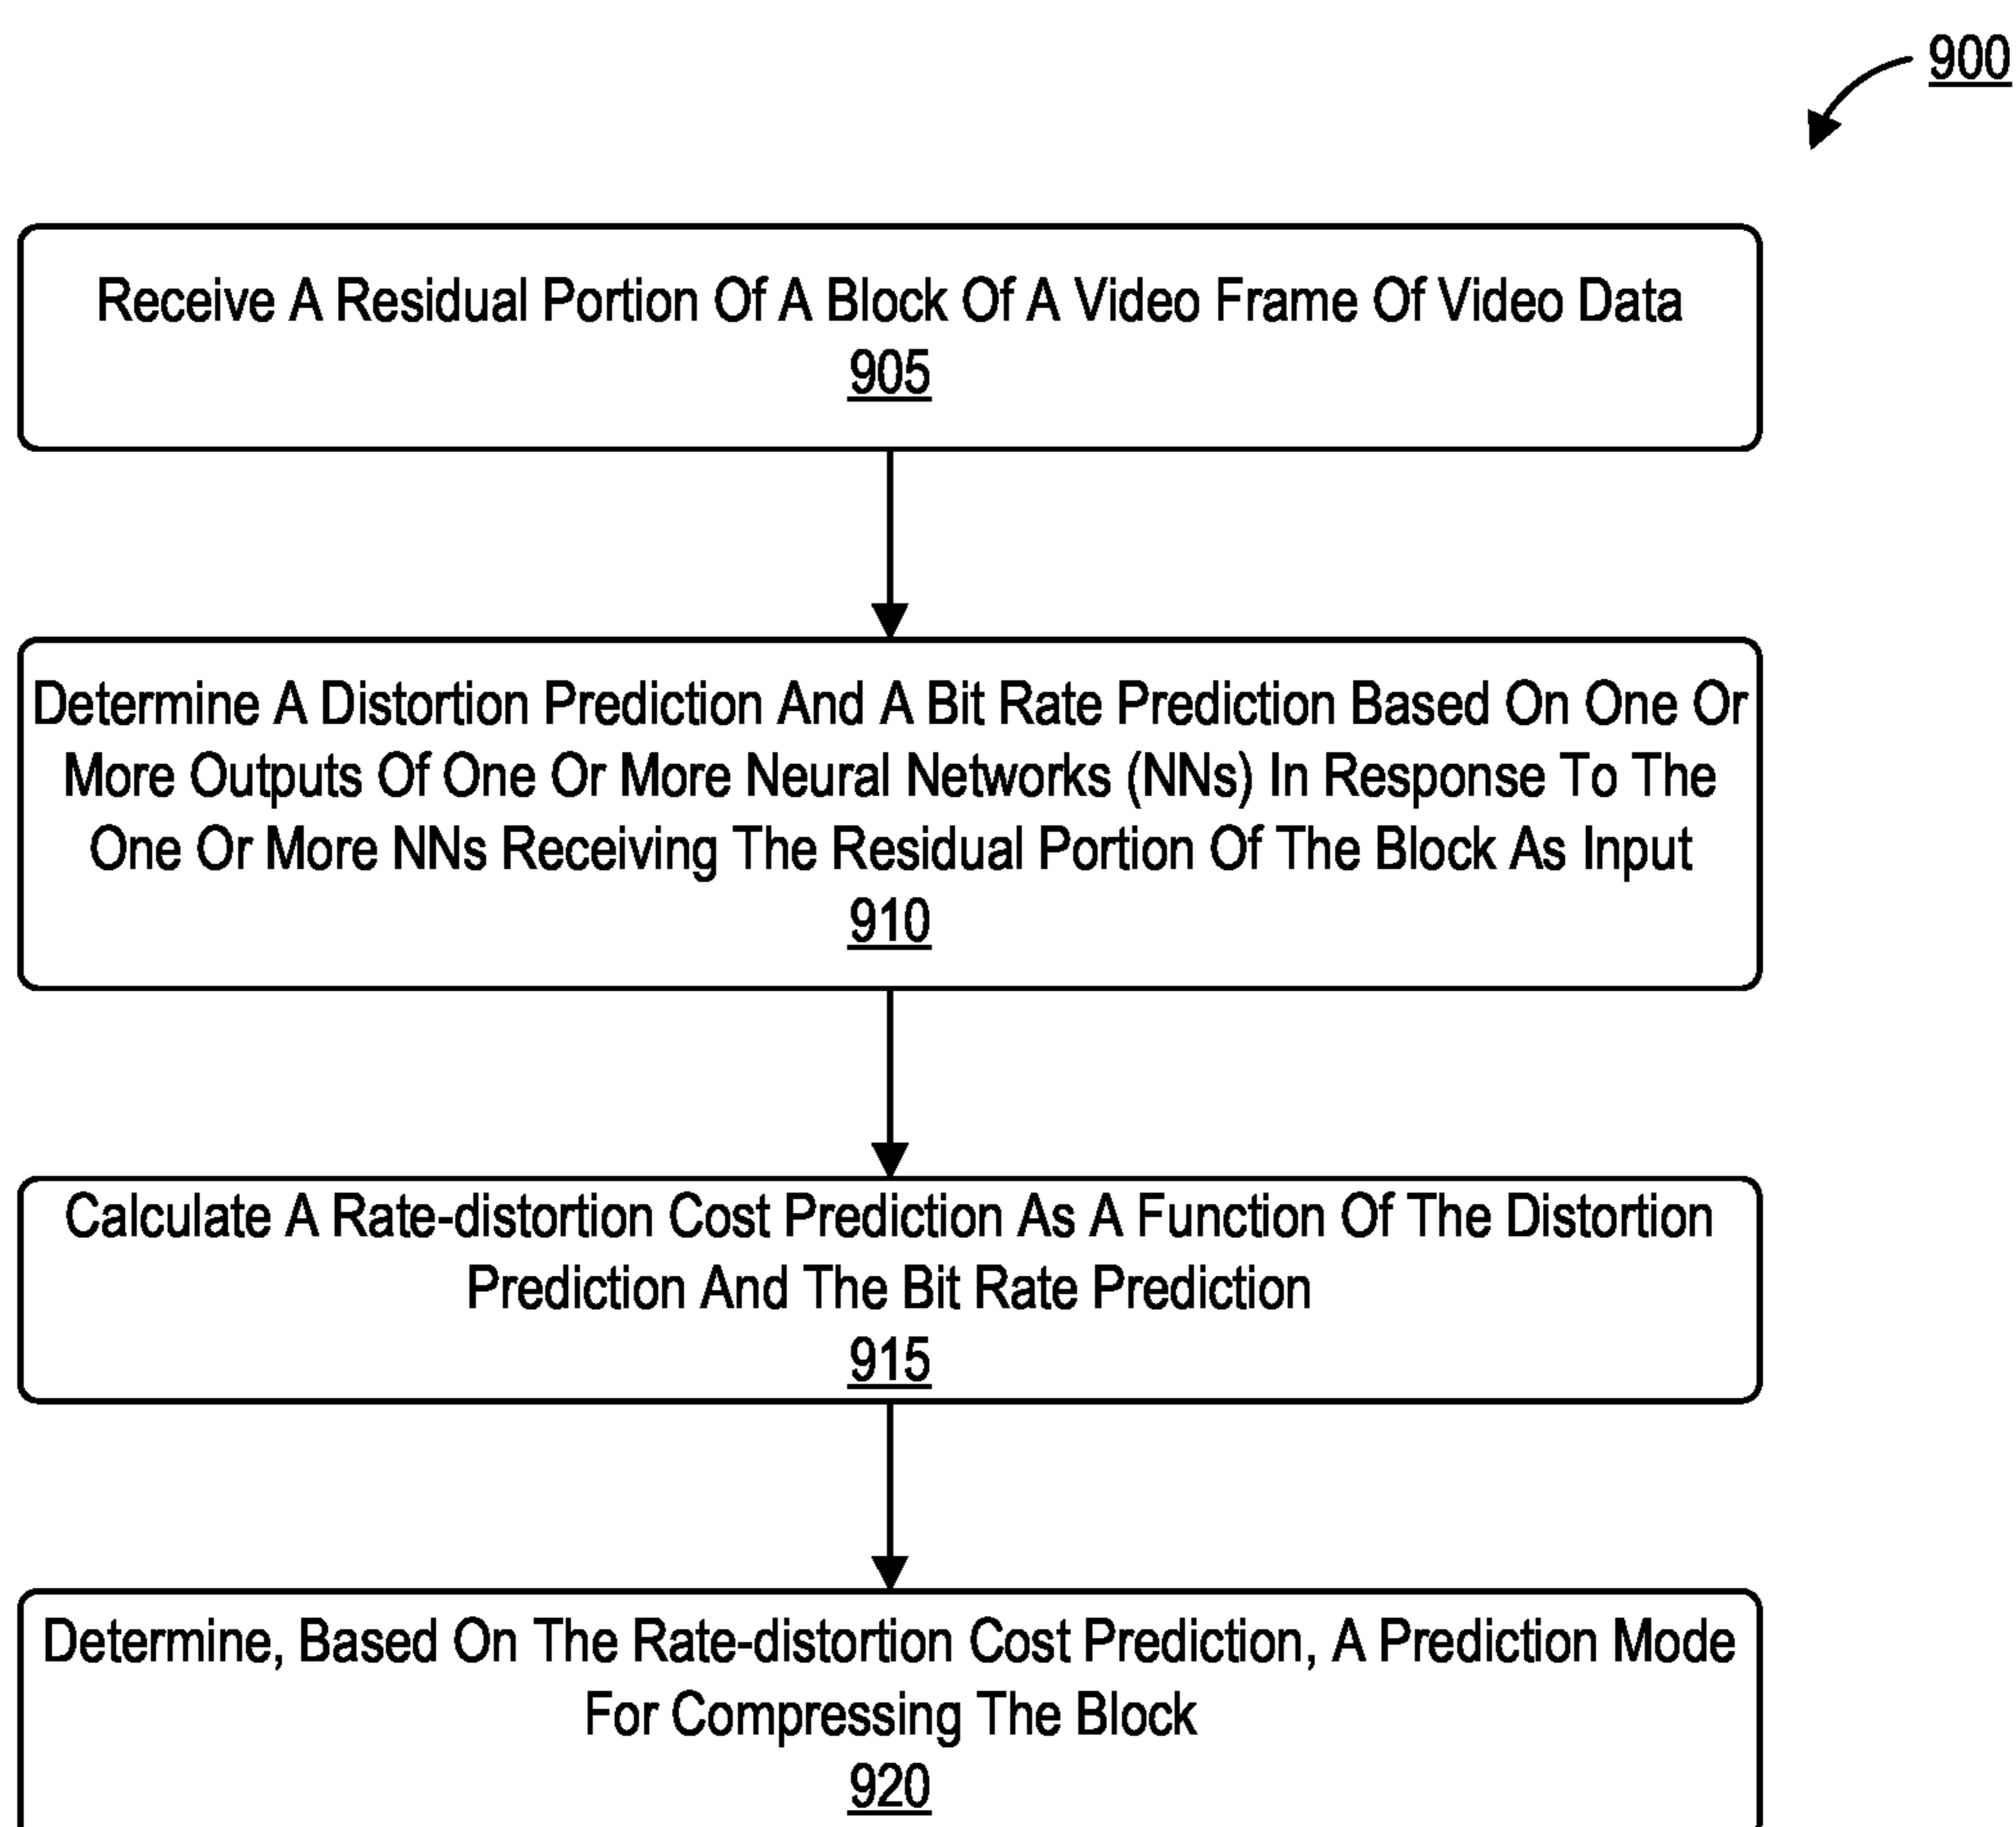 900
Receive A Residual Portion Of A Block Of A Video Frame Of Video Data
905
Determine A Distortion Prediction And A Bit Rate Prediction Based On One Or
More Outputs Of One Or More Neural Networks (NNs) In Response To The
One Or More NNs Receiving The Residual Portion Of The Block As Input
910
Calculate A Rate-distortion Cost Prediction As A Function Of The Distortion
Prediction And The Bit Rate Prediction
915
Determine, Based On The Rate-distortion Cost Prediction, A Prediction Mode
For Compressing The Block
920